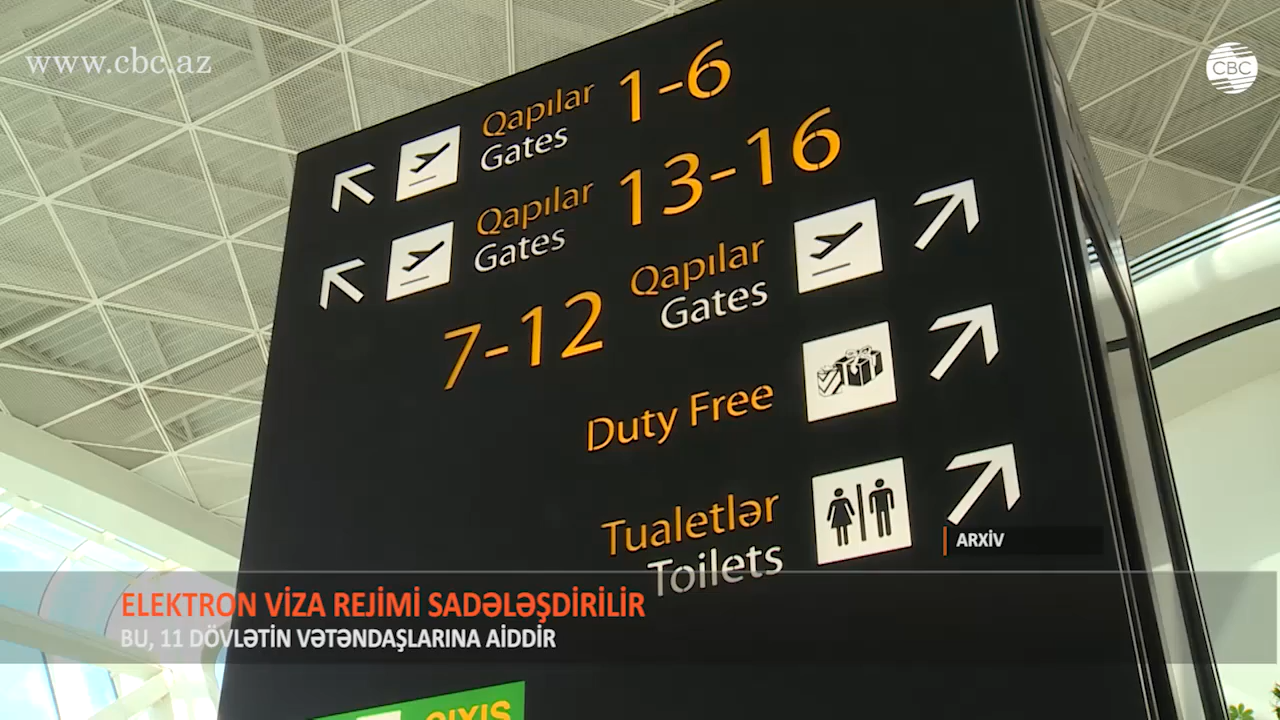 www.cbc.az
CBC
Qapılar
Gates
1-6
Qapılar
Gates
13-16
Qapılar
Gates
7-12
Duty Free
Tualetlər
Toilets
ARXİV
ELEKTRON VİZA REJİMİ SADƏLƏŞDİRİLİR
BU, 11 DÖVLƏTİN VƏTƏNDAŞLARINA AİDDİR